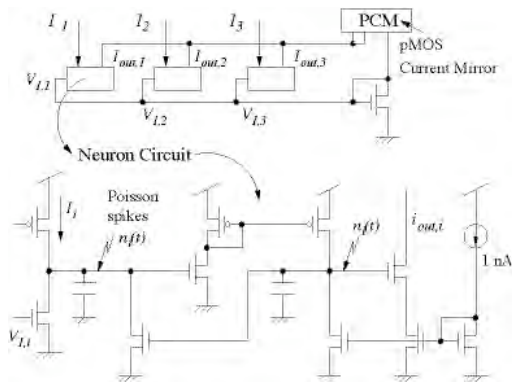 I1 I2 I3 PCM
pMOS
Current Mirror
Iout,1 Iout,2 Iout,3
VI,1 VI,2 VI,3
Neuron Circuit
Ii Poisson
spikes
ni(t) ni(t) iout,i
1 nA
VI,i